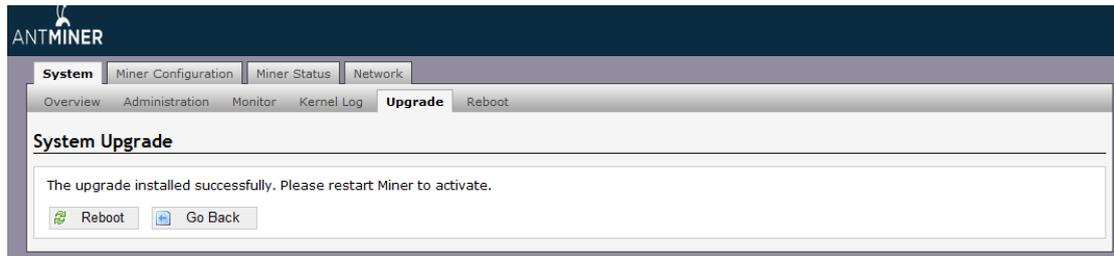 ANTMINER
System Miner Configuration Miner Status Network
Overview Administration Monitor Kernel Log Upgrade Reboot
System Upgrade
The upgrade installed successfully. Please restart Miner to activate.
Reboot Go Back